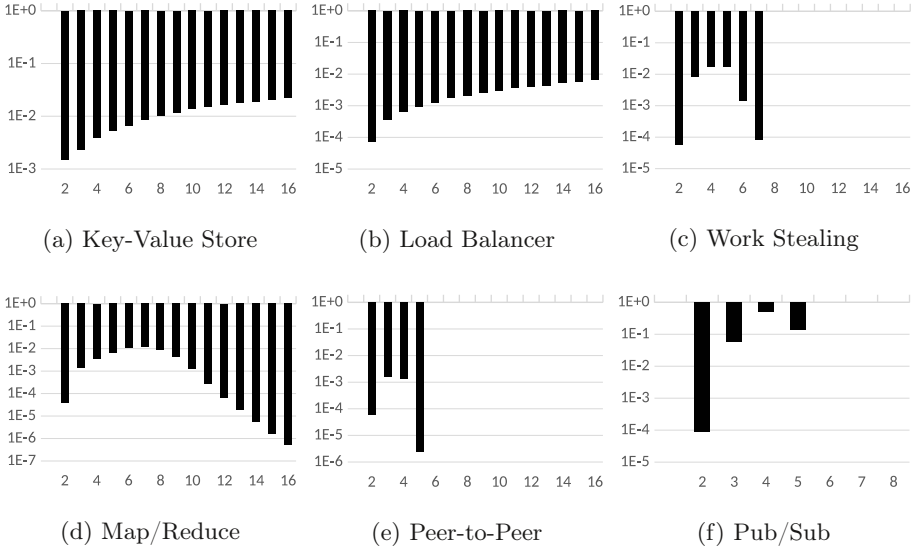 1E+0
1E-1
1E-2
1E-3
2 4 6 8 10 12 14 16
(a) Key-Value Store
1E+0
1E-1
1E-2
1E-3
1E-4
1E-5
2 4 6 8 10 12 14 16
(b) Load Balancer
1E+0
1E-1
1E-2
1E-3
1E-4
1E-5
2 4 6 8 10 12 14 16
(c) Work Stealing
1E+0
1E-1
1E-2
1E-3
1E-4
1E-5
1E-6
1E-7
2 4 6 8 10 12 14 16
(d) Map/Reduce
1E+0
1E-1
1E-2
1E-3
1E-4
1E-5
1E-6
2 4 6 8 10 12 14 16
(e) Peer-to-Peer
1E+0
1E-1
1E-2
1E-3
1E-4
1E-5
2 3 4 5 6 7 8
(f) Pub/Sub